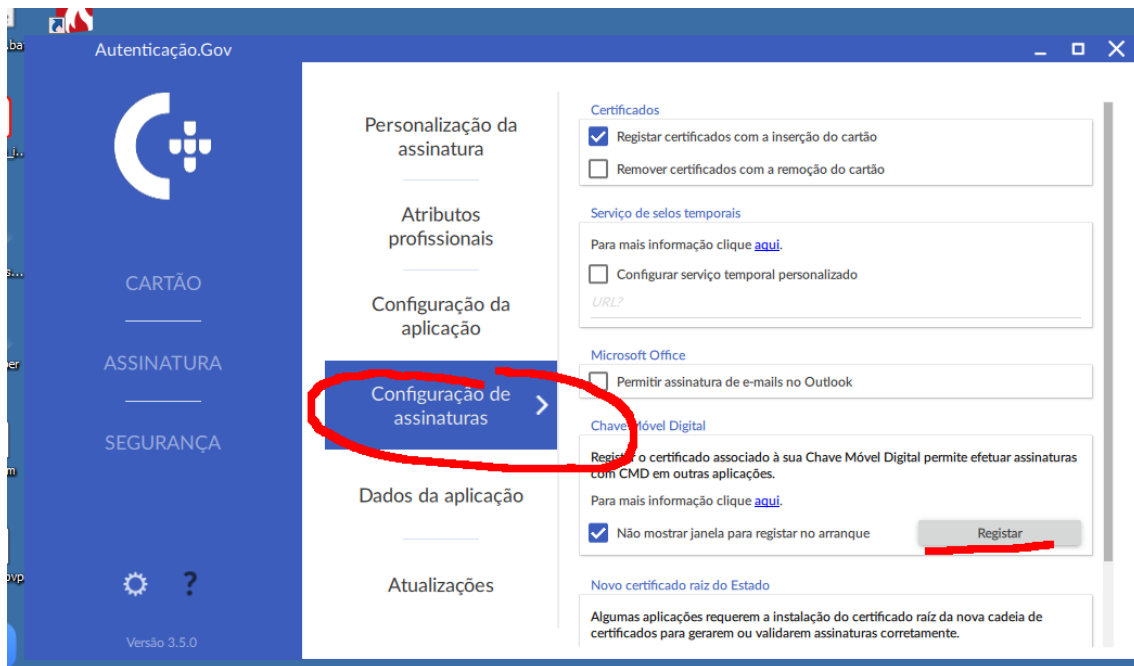 .ba
Autenticação.Gov
CARTÃO
ASSINATURA
SEGURANÇA
?
Versão 3.5.0
Personalização da
assinatura
Atributos
profissionais
Configuração da
aplicação
Configuração de
assinaturas
Dados da aplicação
Atualizações
Certificados
Registar certificados com a inserção do cartão
Remover certificados com a remoção do cartão
Serviço de selos temporais
Para mais informação clique aqui.
Configurar serviço temporal personalizado
URL?
Microsoft Office
Permitir assinatura de e-mails no Outlook
Chave Móvel Digital
Registar o certificado associado à sua Chave Móvel Digital permite efetuar assinaturas
com CMD em outras aplicações.
Para mais informação clique aqui.
Não mostrar janela para registar no arranque
Registar
Novo certificado raiz do Estado
Algumas aplicações requerem a instalação do certificado raíz da nova cadeia de
certificados para gerarem ou validarem assinaturas corretamente.